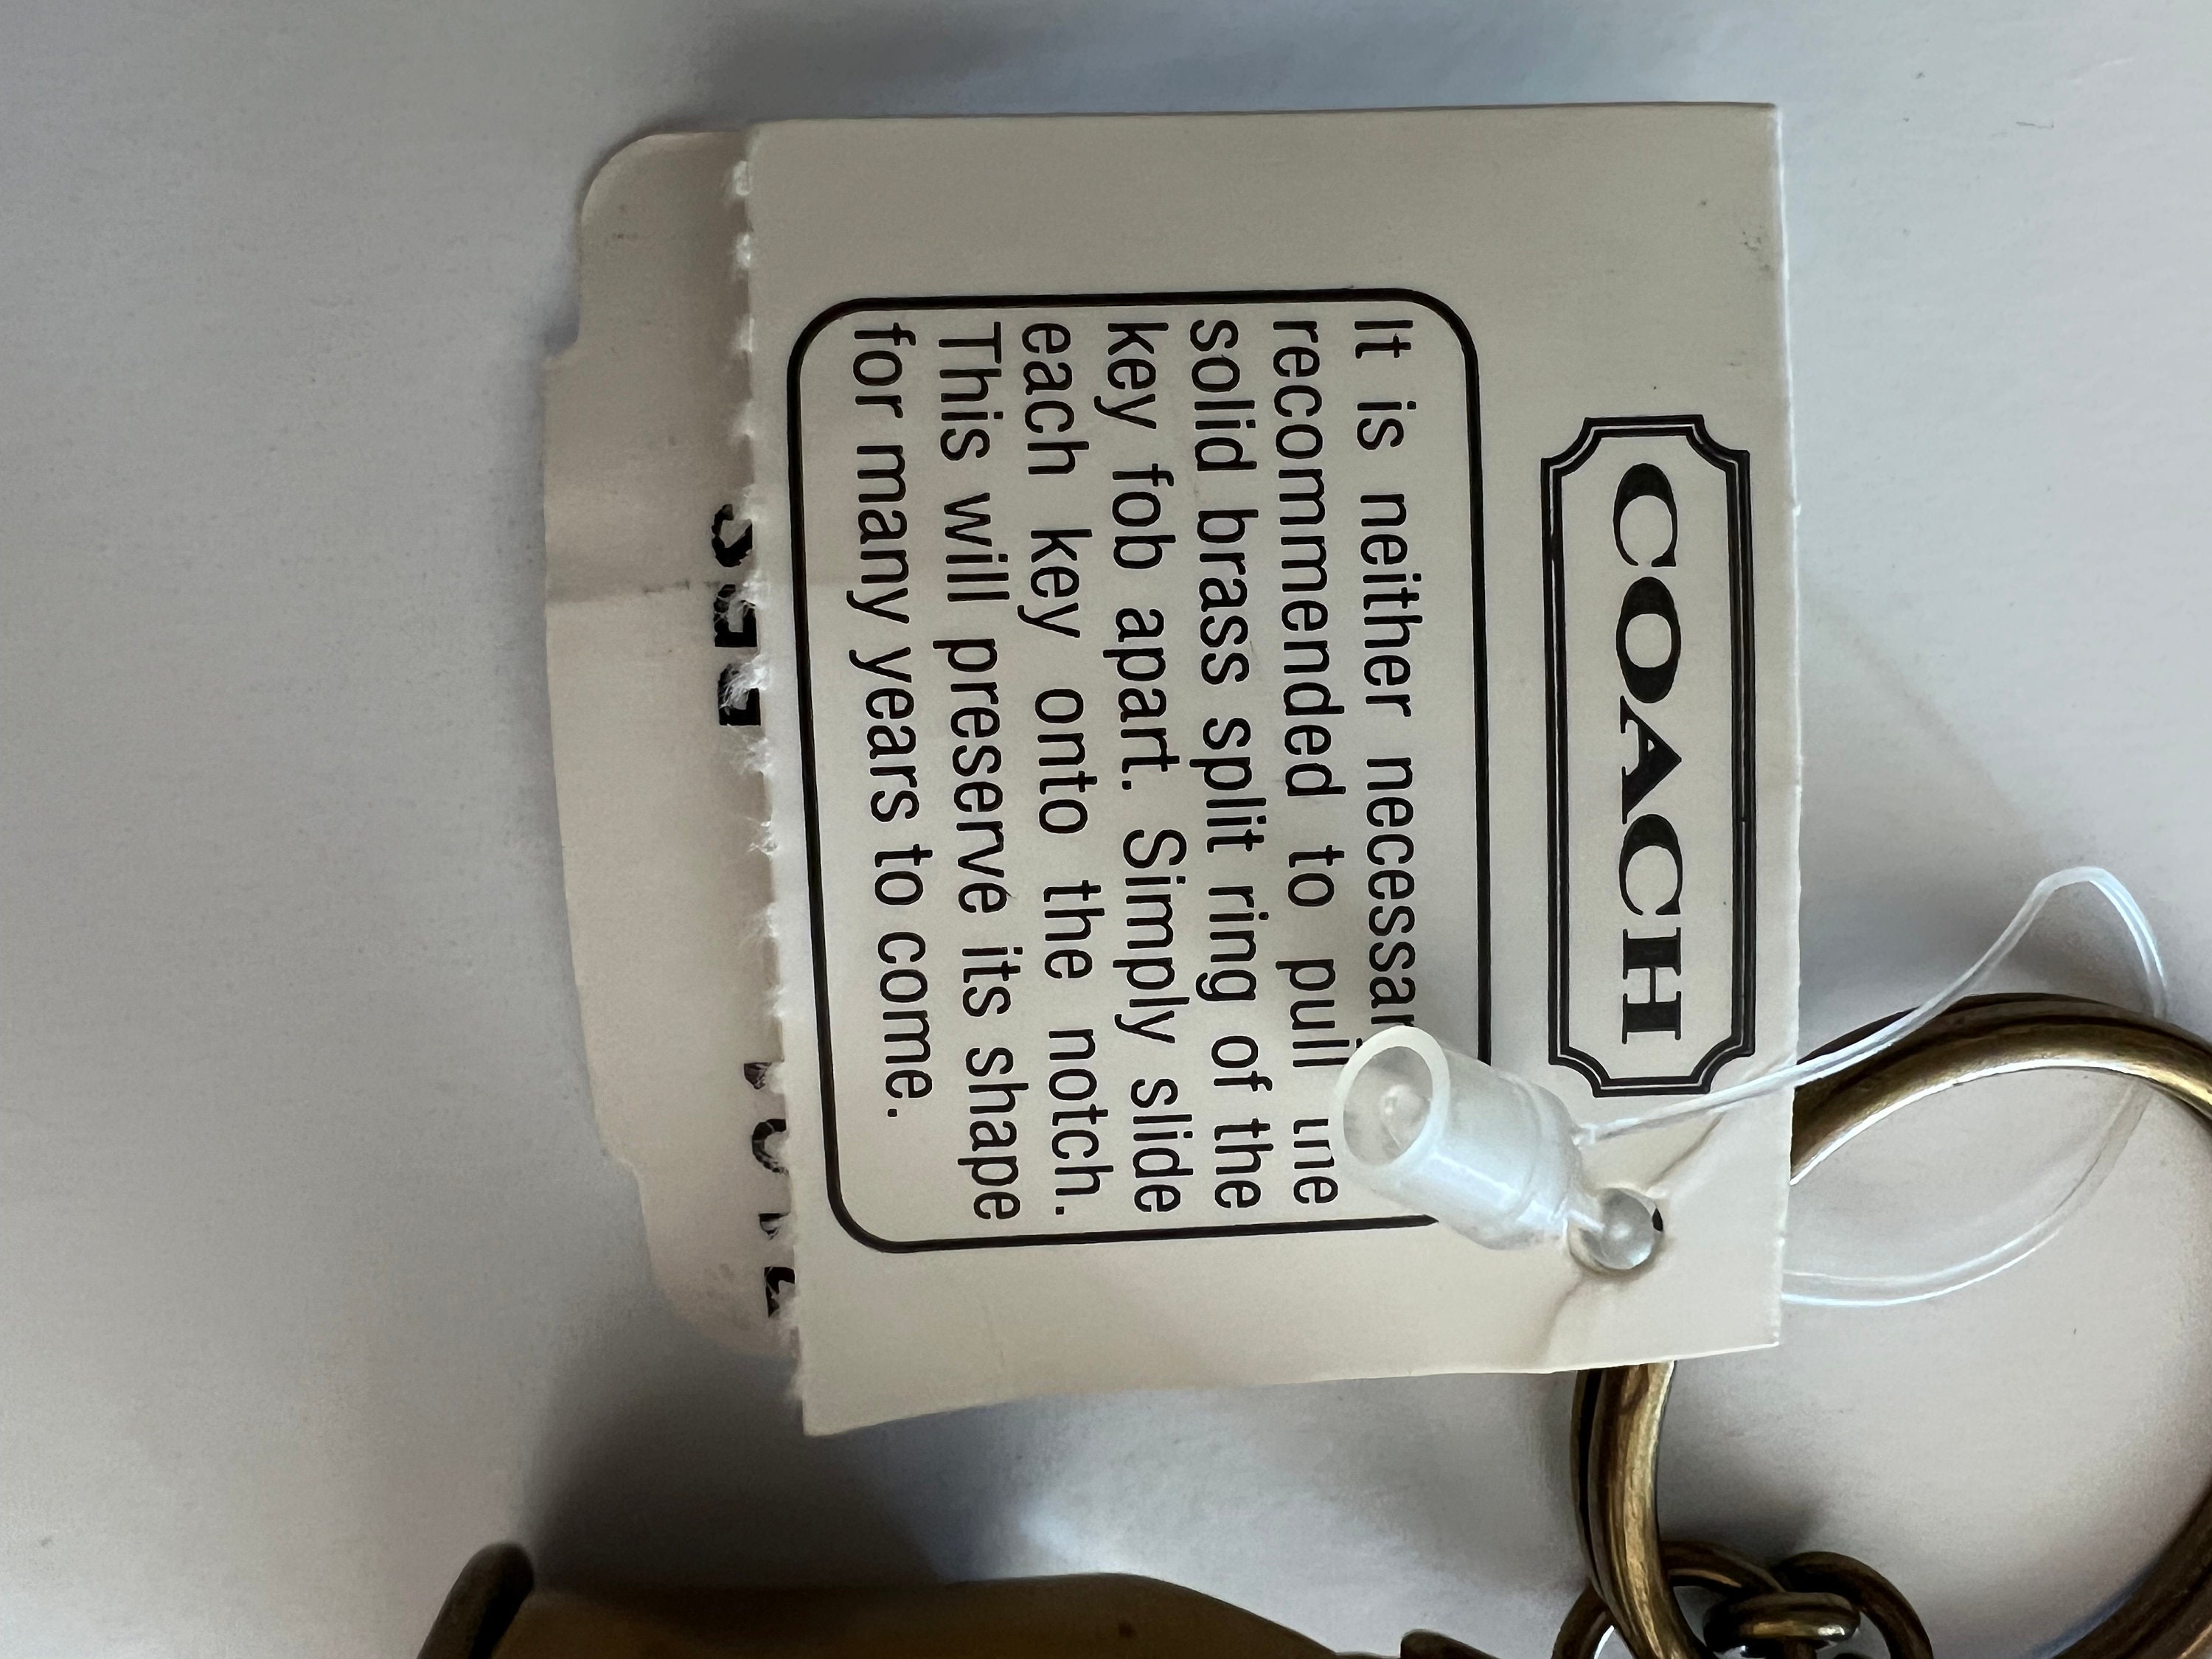 COACH
It is neither
recommended to pull
solid brass split ring of the
key fob apart. Simply slide
each key onto the notch.
This will preserve its shape
for many years to come.